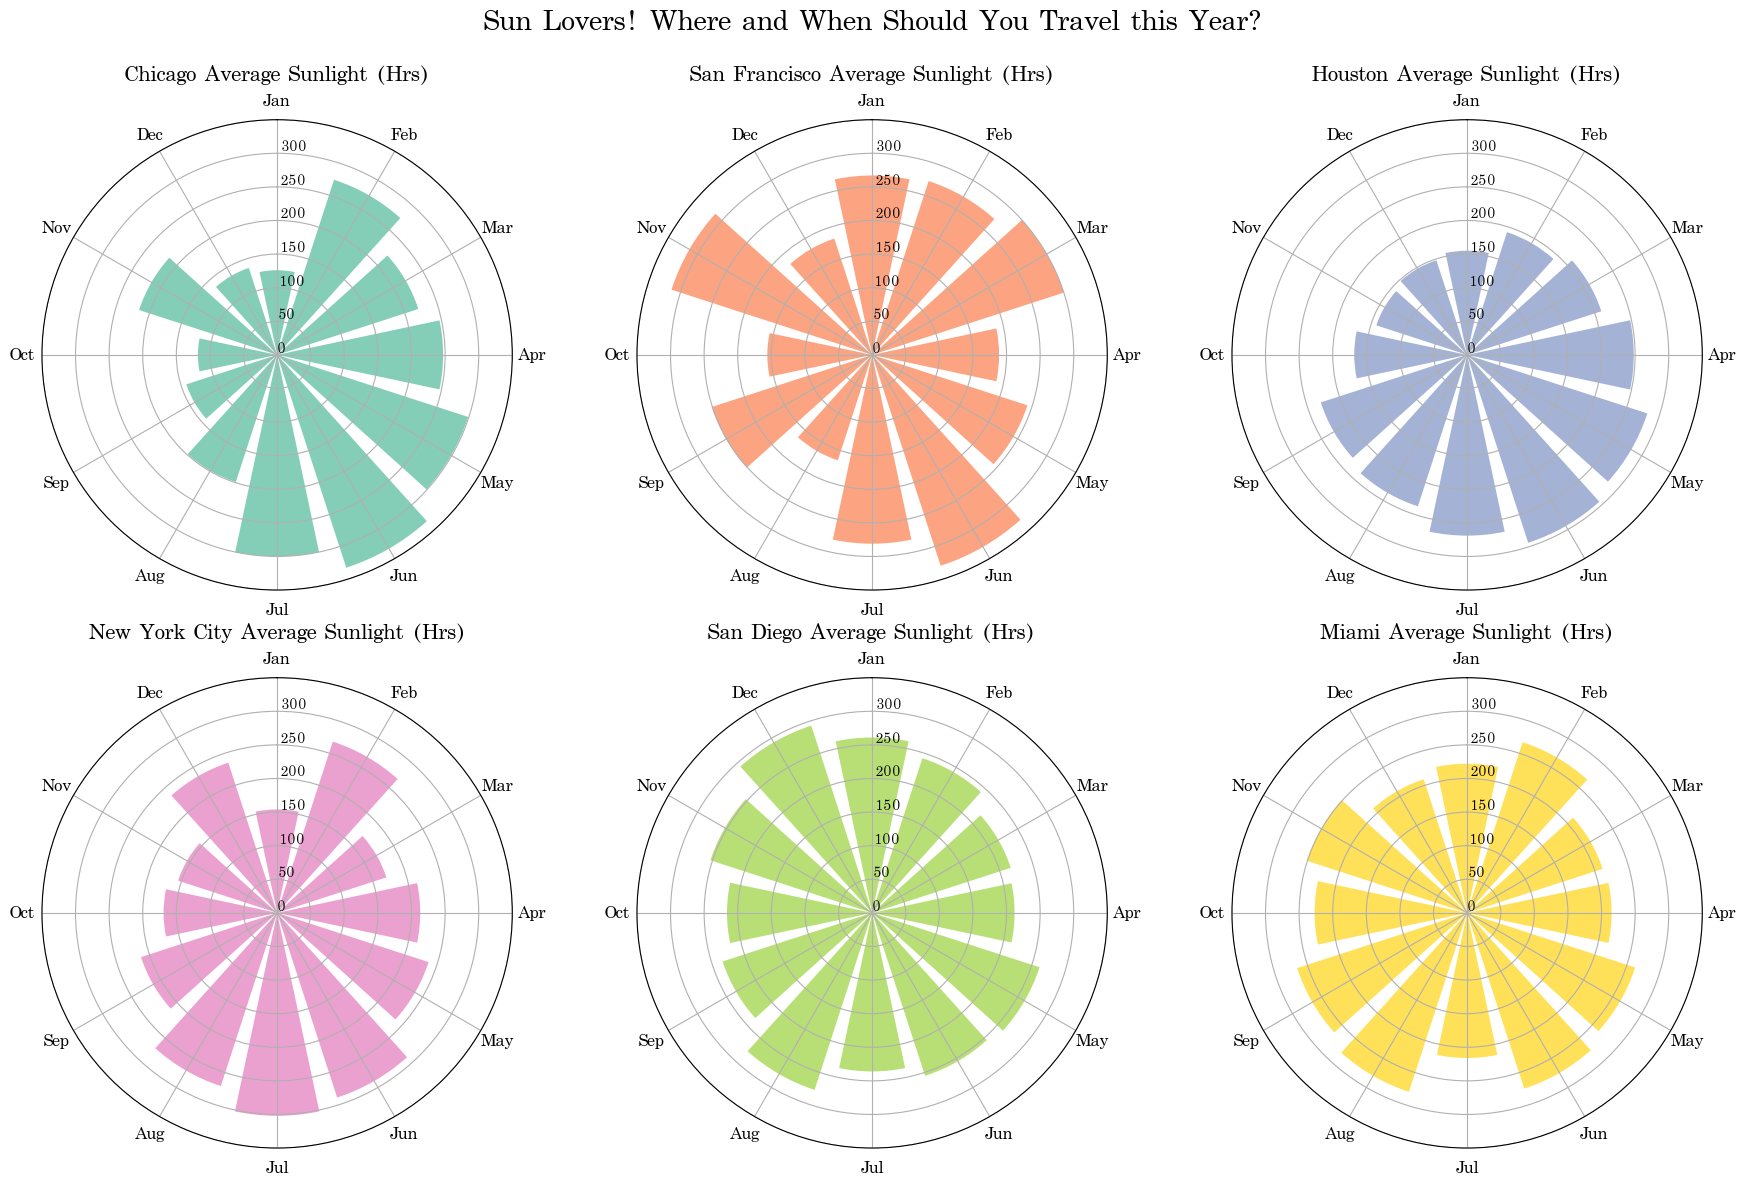 Sun Lovers! Where and When Should You Travel this Year?
Chicago Average Sunlight (Hrs)
Jan
Feb
Mar
Apr
May
Jun
Jul
Aug
Sep
Oct
Nov
Dec
300
250
200
150
100
50
0
San Francisco Average Sunlight (Hrs)
Jan
Feb
Mar
Apr
May
Jun
Jul
Aug
Sep
Oct
Nov
Dec
300
250
200
150
100
50
0
Houston Average Sunlight (Hrs)
Jan
Feb
Mar
Apr
May
Jun
Jul
Aug
Sep
Oct
Nov
Dec
300
250
200
150
100
50
0
New York City Average Sunlight (Hrs)
Jan
Feb
Mar
Apr
May
Jun
Jul
Aug
Sep
Oct
Nov
Dec
300
250
200
150
100
50
0
San Diego Average Sunlight (Hrs)
Jan
Feb
Mar
Apr
May
Jun
Jul
Aug
Sep
Oct
Nov
Dec
300
250
200
150
100
50
0
Miami Average Sunlight (Hrs)
Jan
Feb
Mar
Apr
May
Jun
Jul
Aug
Sep
Oct
Nov
Dec
300
250
200
150
100
50
0